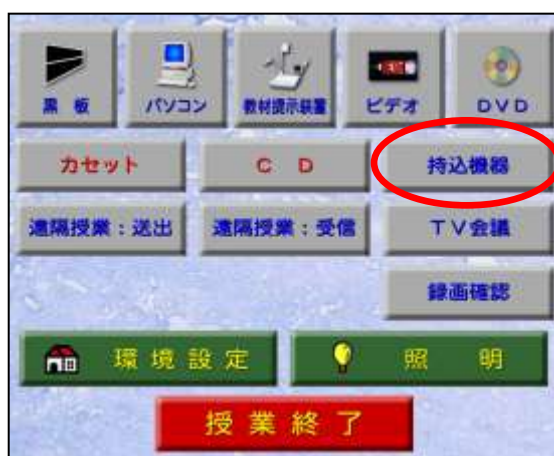 黒板 パソコン 教材提示装置 ビデオ DVD
カセット CD 持込機器
遠隔授業:送出 遠隔授業:受信 TV会議
録画確認
環境設定 照明
授業終了